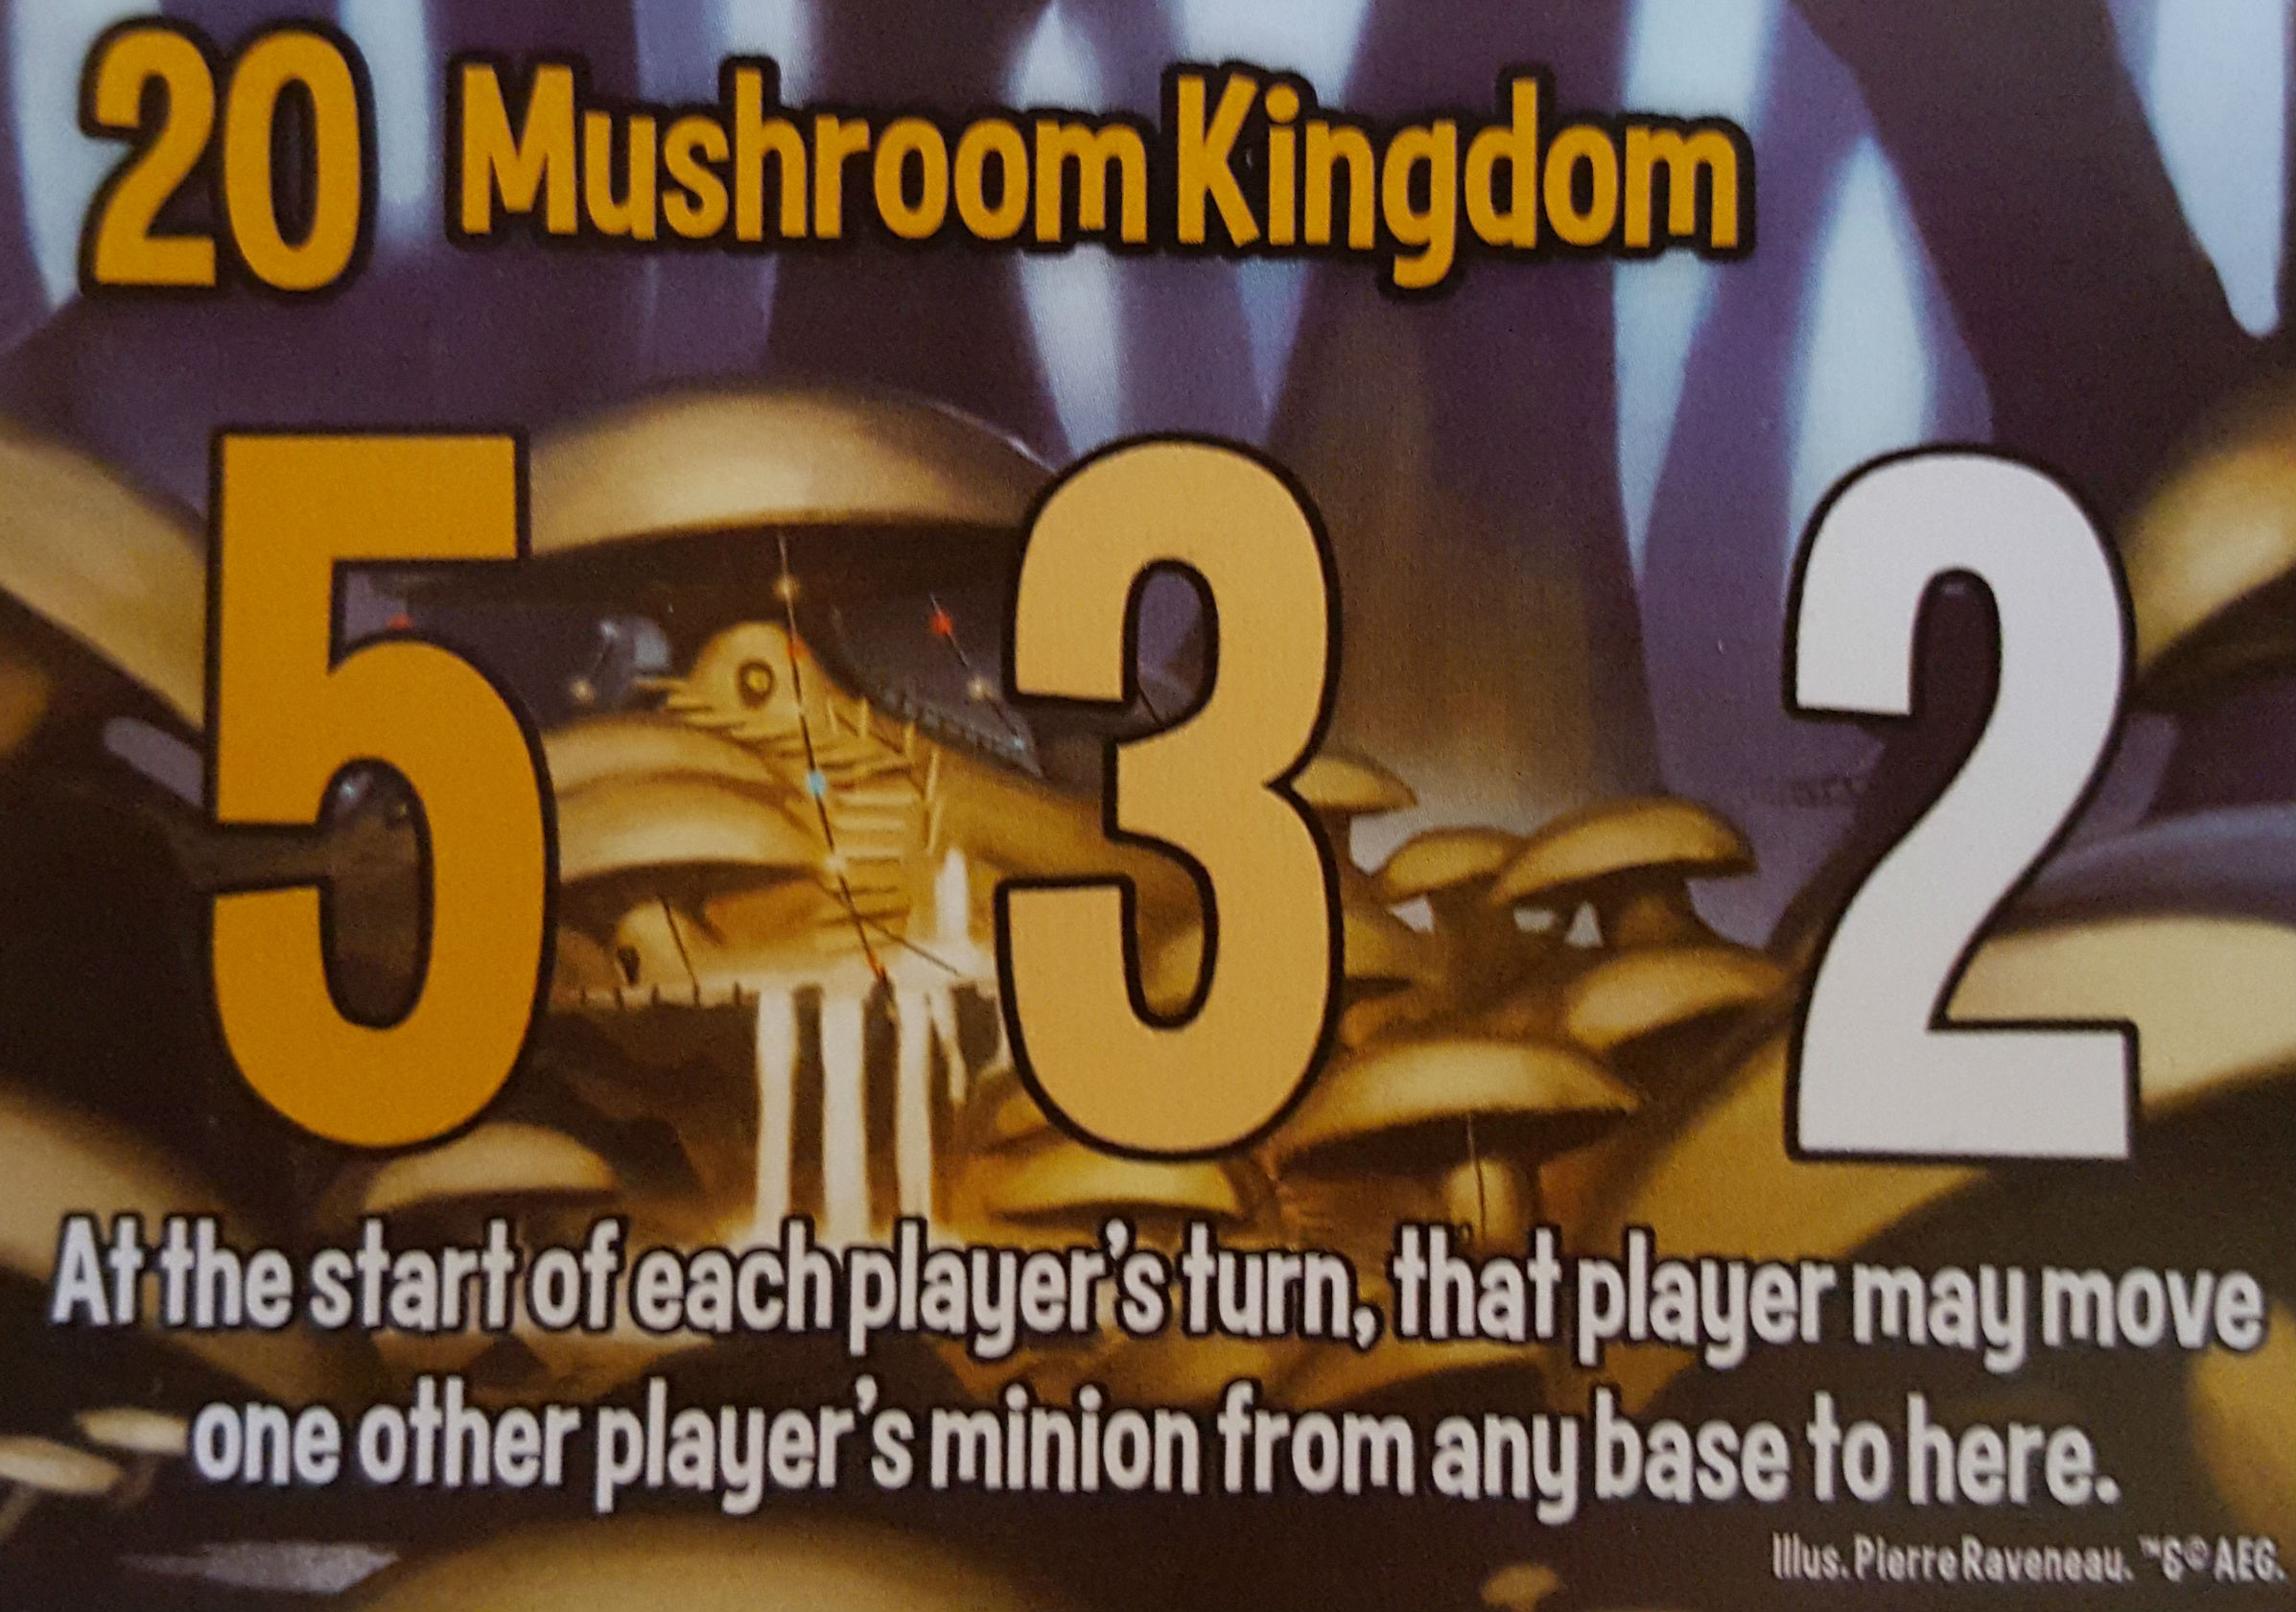 20 Mushroom Kingdom
5 3 2
At the start of each player's turn, that player may move
one other player's minion from any base to here.
Illus. Pierre Raveneau. ™&© AEG.